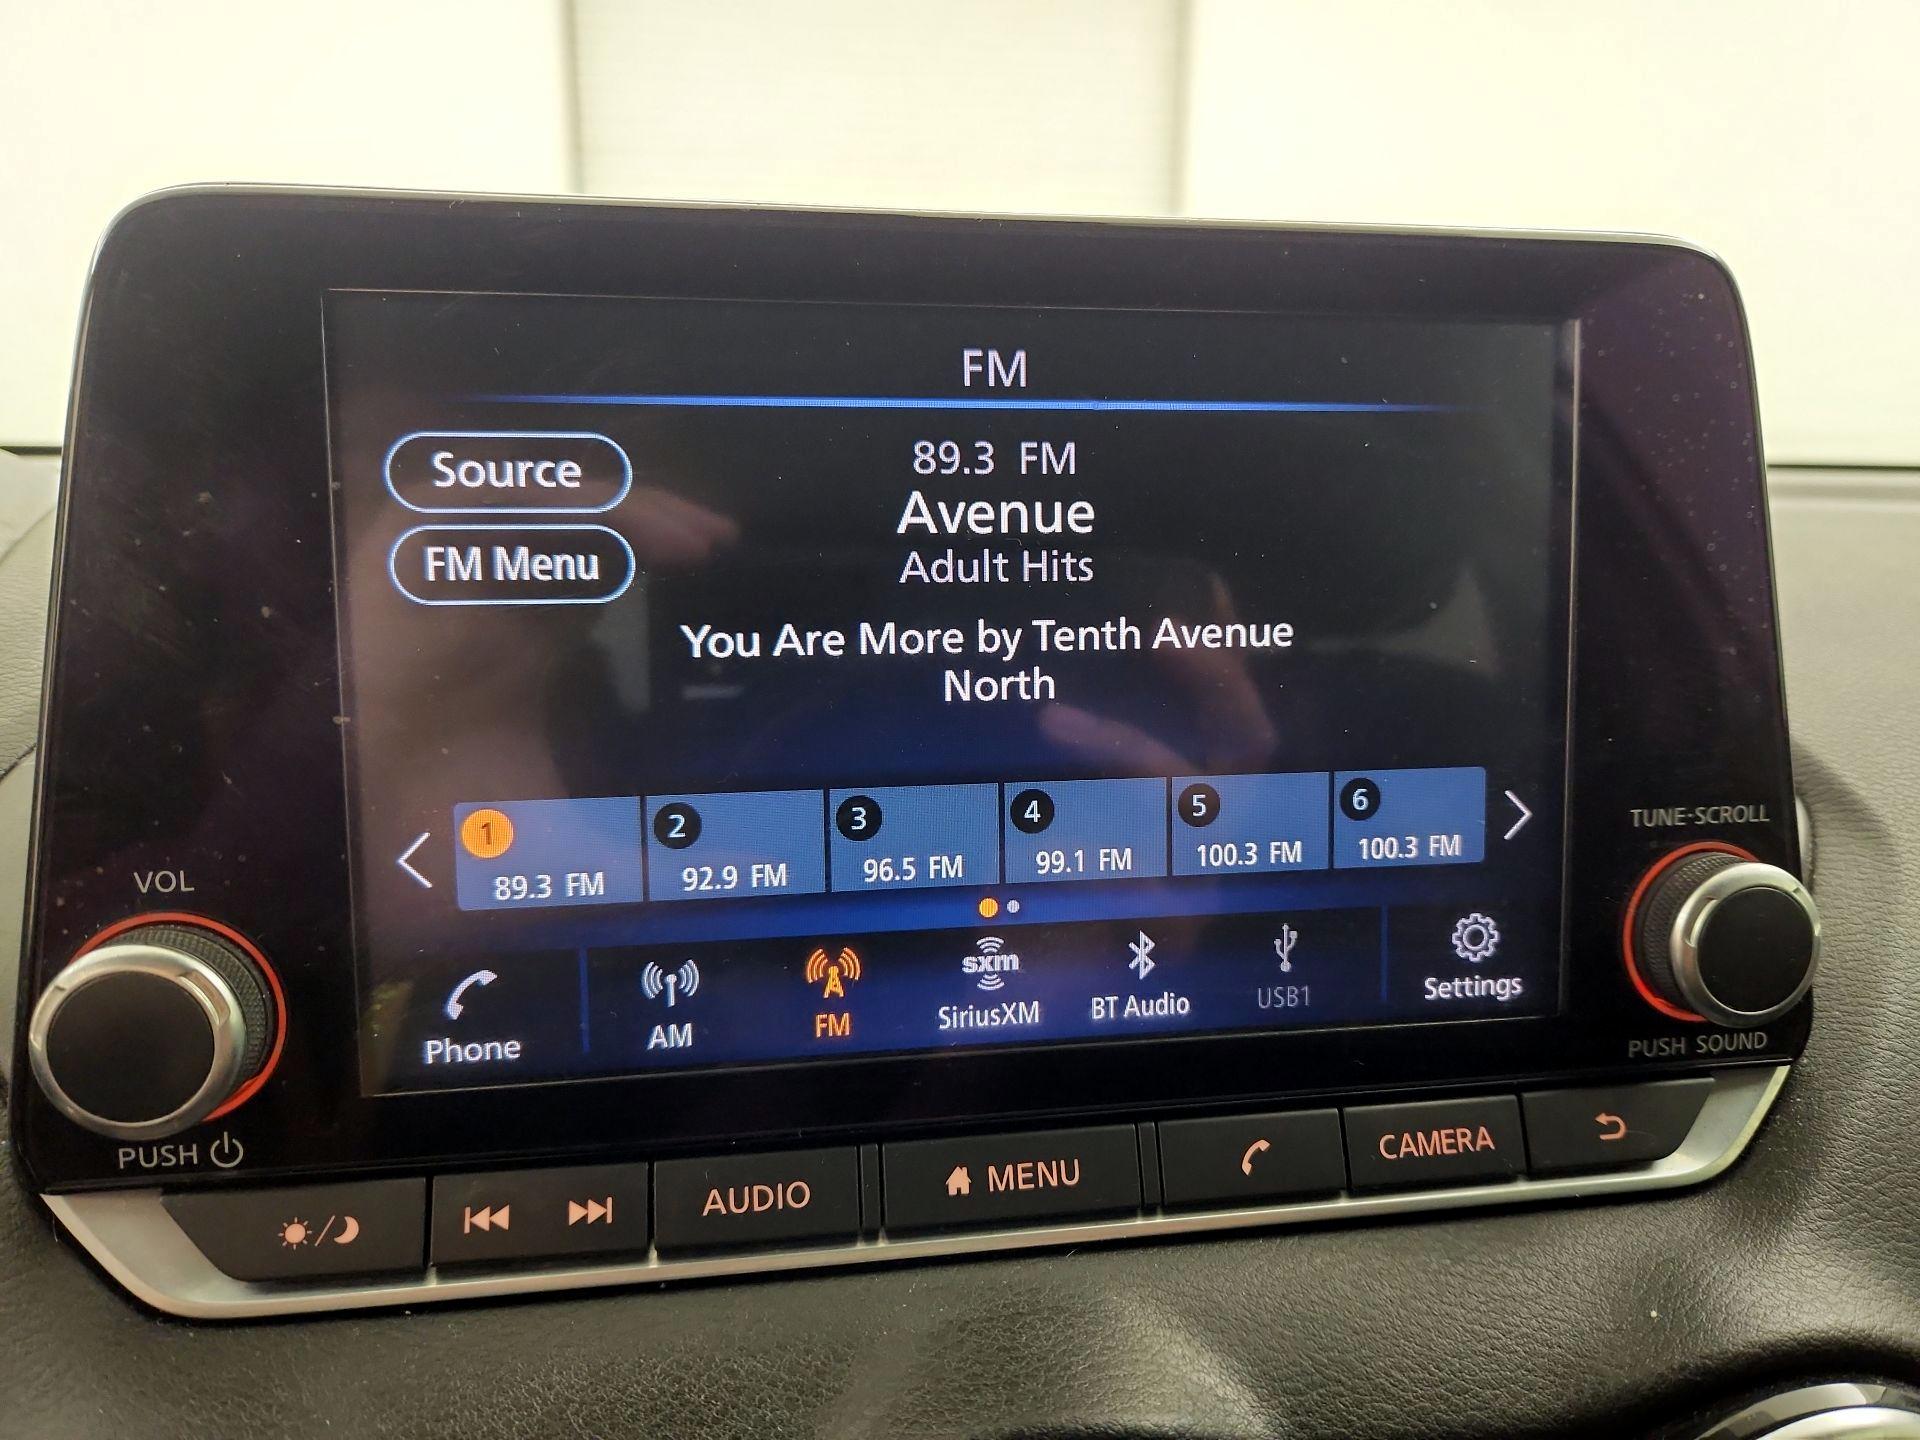 FM
Source
FM Menu
89.3 FM
Avenue
Adult Hits
You Are More by Tenth Avenue
North
1
89.3 FM
2
92.9 FM
3
96.5 FM
4
99.1 FM
5
100.3 FM
6
100.3 FM
Phone
AM
FM
sxm
SiriusXM
BT Audio
USB1
Settings
VOL
PUSH
TUNE·SCROLL
PUSH SOUND
AUDIO
MENU
CAMERA